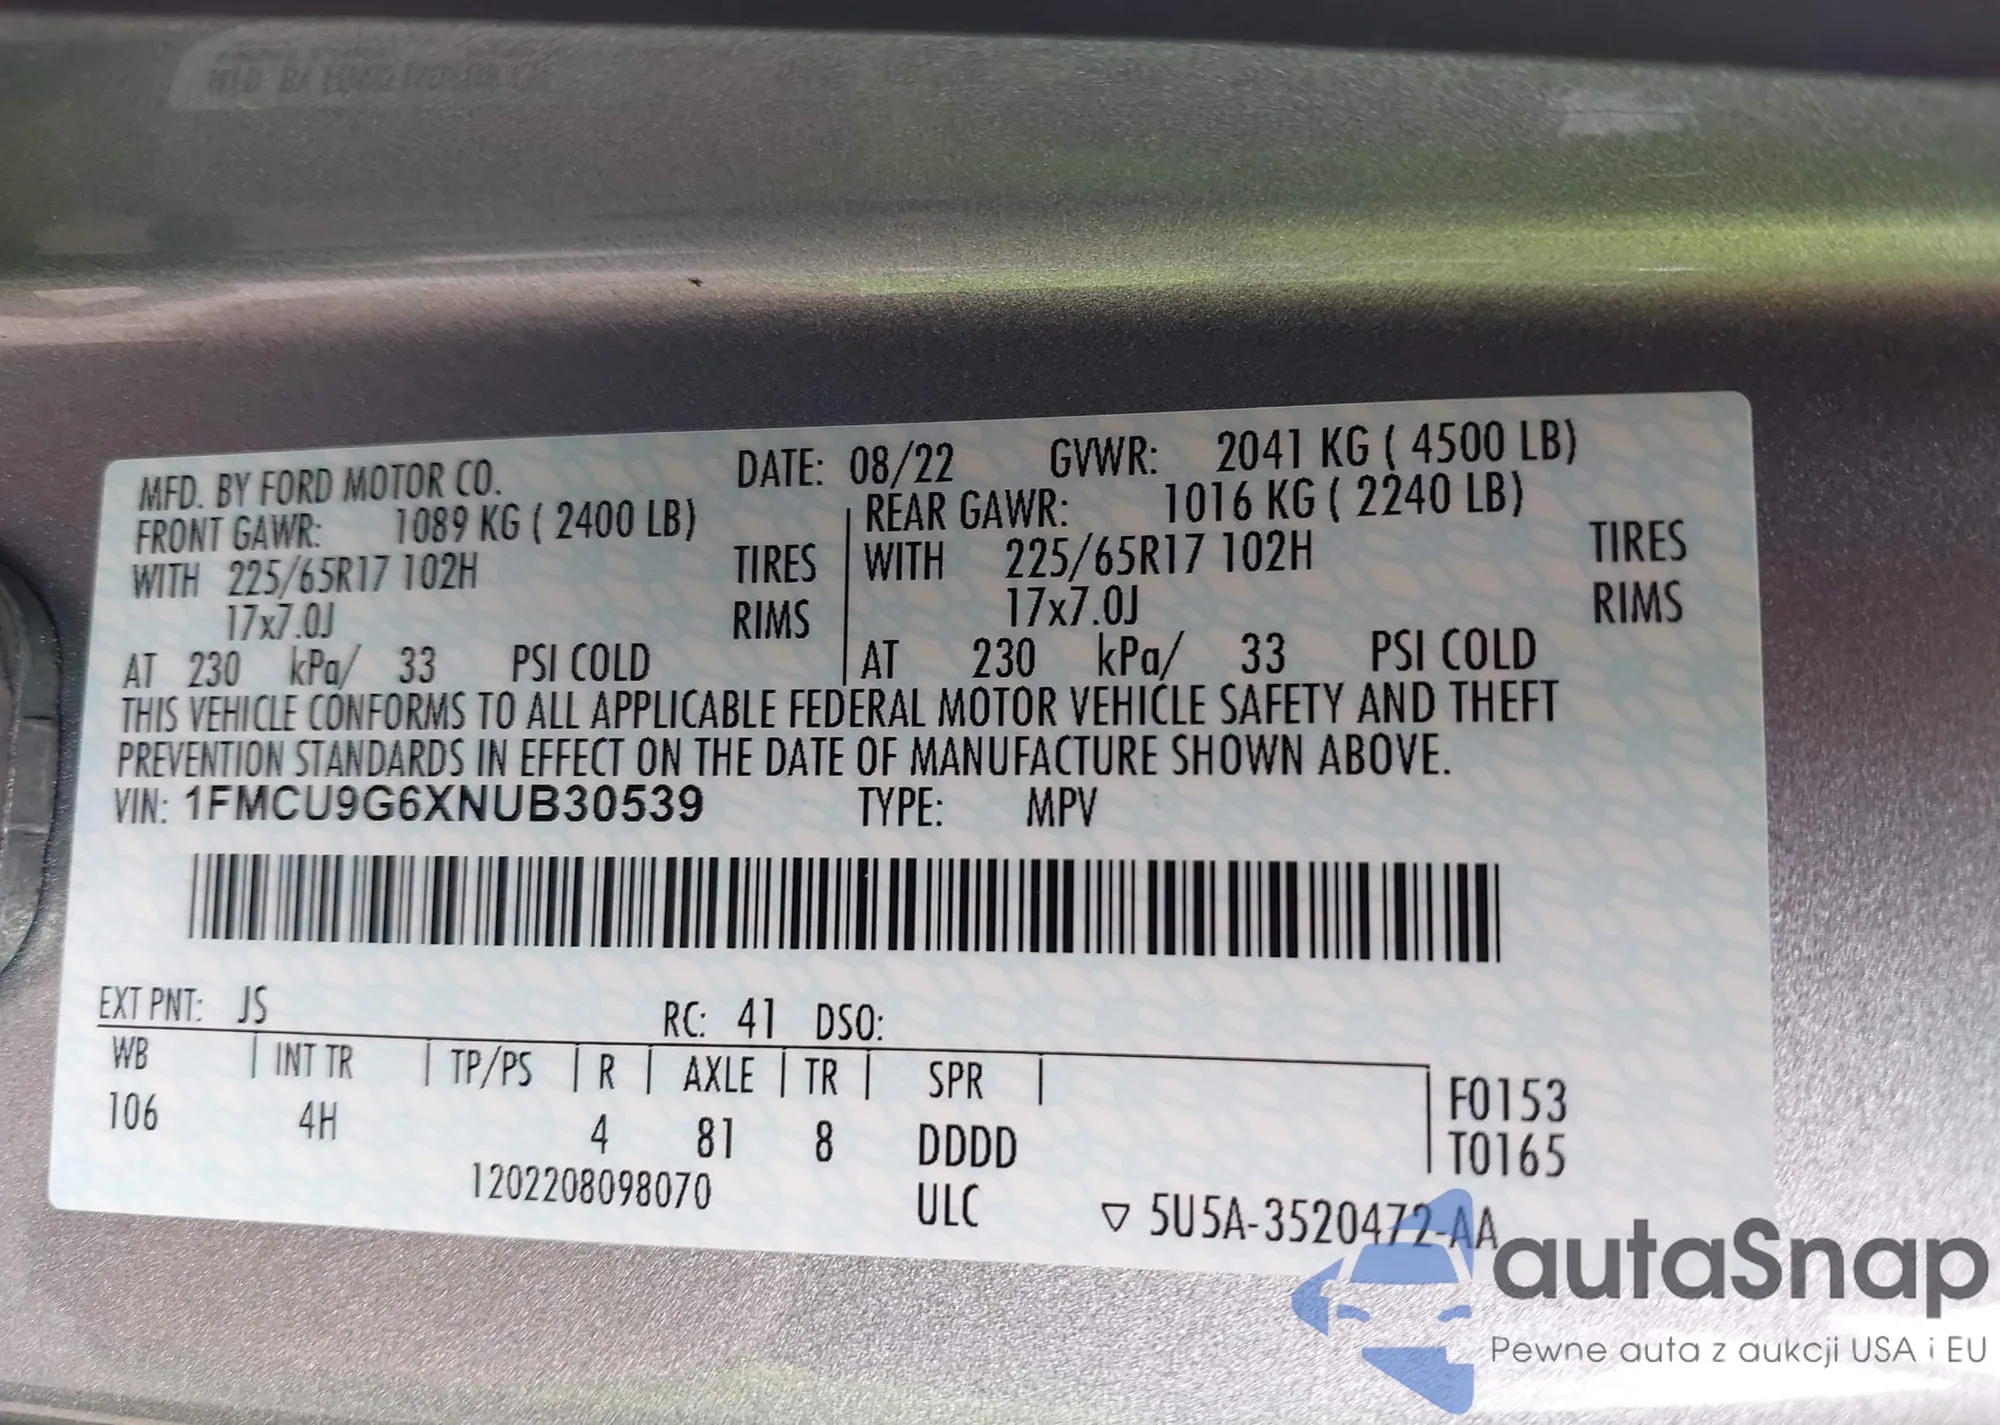 MFD. BY FORD MOTOR CO. DATE: 08/22 GVWR: 2041 KG ( 4500 LB)
FRONT GAWR: 1089 KG ( 2400 LB) REAR GAWR: 1016 KG ( 2240 LB)
WITH 225/65R17 102H TIRES WITH 225/65R17 102H TIRES
17x7.0J RIMS 17x7.0J RIMS
AT 230 kPa/ 33 PSI COLD AT 230 kPa/ 33 PSI COLD
THIS VEHICLE CONFORMS TO ALL APPLICABLE FEDERAL MOTOR VEHICLE SAFETY AND THEFT
PREVENTION STANDARDS IN EFFECT ON THE DATE OF MANUFACTURE SHOWN ABOVE.
VIN: 1FMCU9G6XNUB30539 TYPE: MPV
EXT PNT: JS RC: 41 DSO:
WB INT TR TP/PS R AXLE TR SPR F0153
106 4H 4 81 8 DDDD T0165
1202208098070 ULC ▽ 5U5A-3520472-AA
autaSnap
Pewne auta z aukcji USA i EU